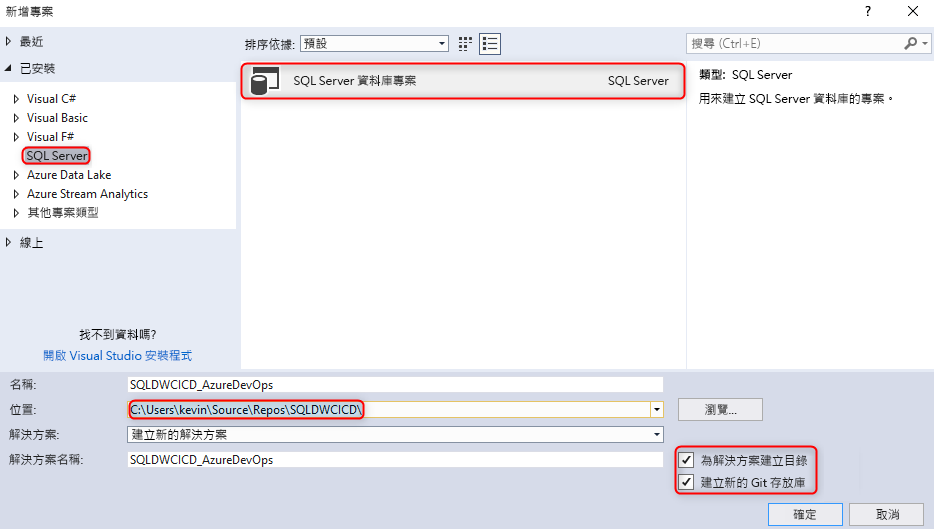 新增專案
? ×
最近
已安裝
Visual C#
Visual Basic
Visual F#
SQL Server
Azure Data Lake
Azure Stream Analytics
其他專案類型
線上
找不到資料嗎?
開啟 Visual Studio 安裝程式
排序依據: 預設
SQL Server 資料庫專案 SQL Server
搜尋 (Ctrl+E)
類型: SQL Server
用來建立 SQL Server 資料庫的專案。
名稱: SQLDWCICD_AzureDevOps
位置: C:\Users\kevin\Source\Repos\SQLDWCICD\ 瀏覽...
解決方案: 建立新的解決方案
解決方案名稱: SQLDWCICD_AzureDevOps
為解決方案建立目錄
建立新的 Git 存放庫
確定 取消